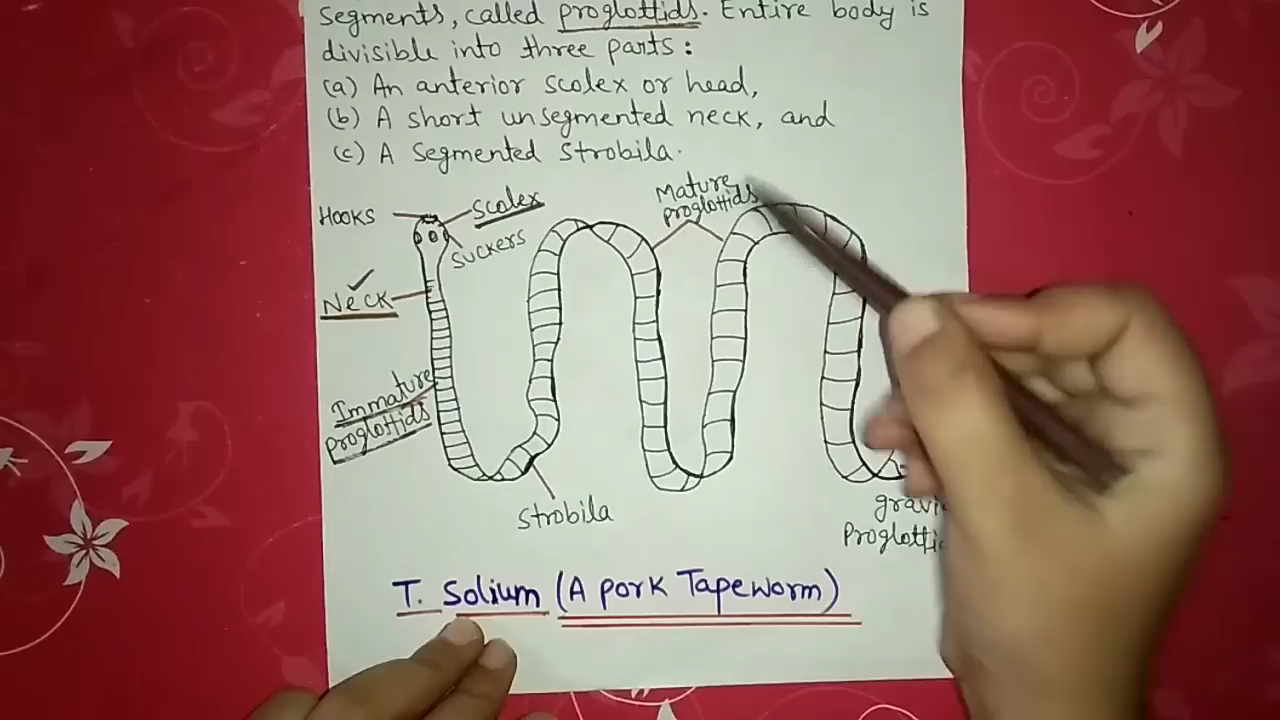 segments, called proglottids. Entire body is
divisible into three parts:
(a) An anterior scolex or head,
(b) A short unsegmented neck, and
(c) A segmented strobila.
Mature
proglottids
Hooks
Scolex
Suckers
Neck
Immature
proglottids
Strobila
T. Solium (A pork Tapeworm)